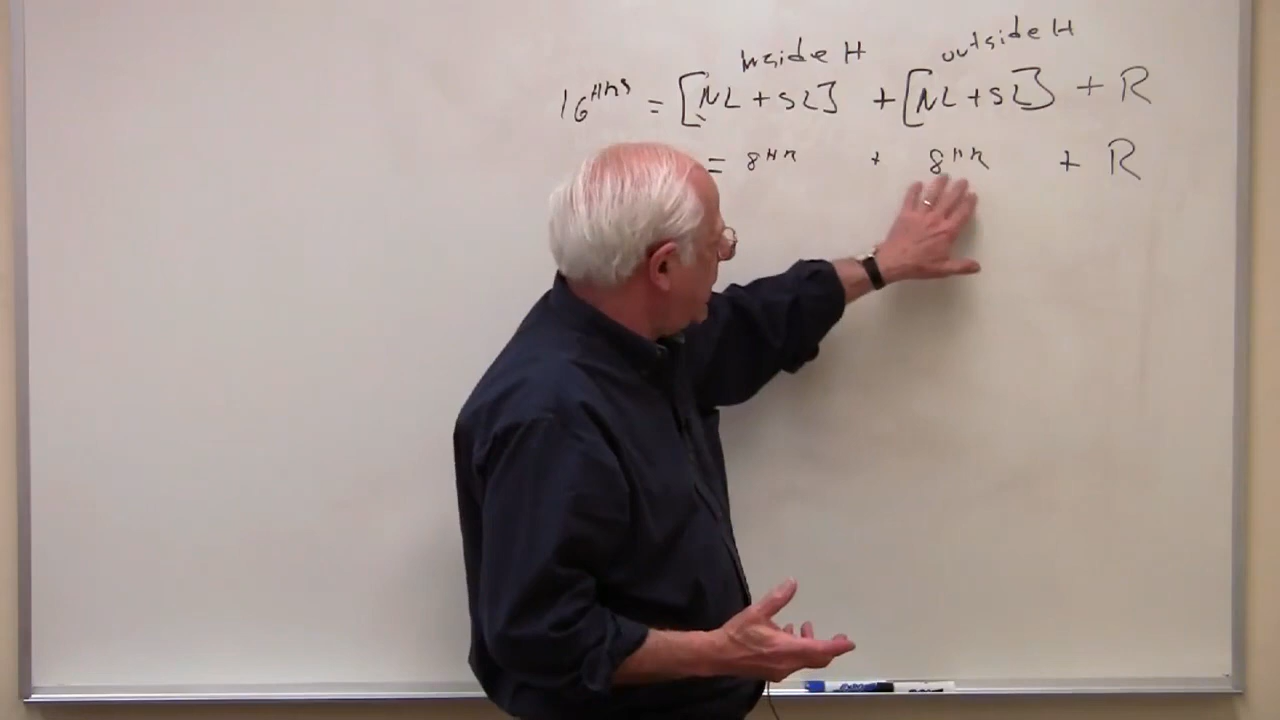 Inside H outside H
16 HRS = [NL + SL] + [NL + SL] + R
= 8 HR + 8 HR + R